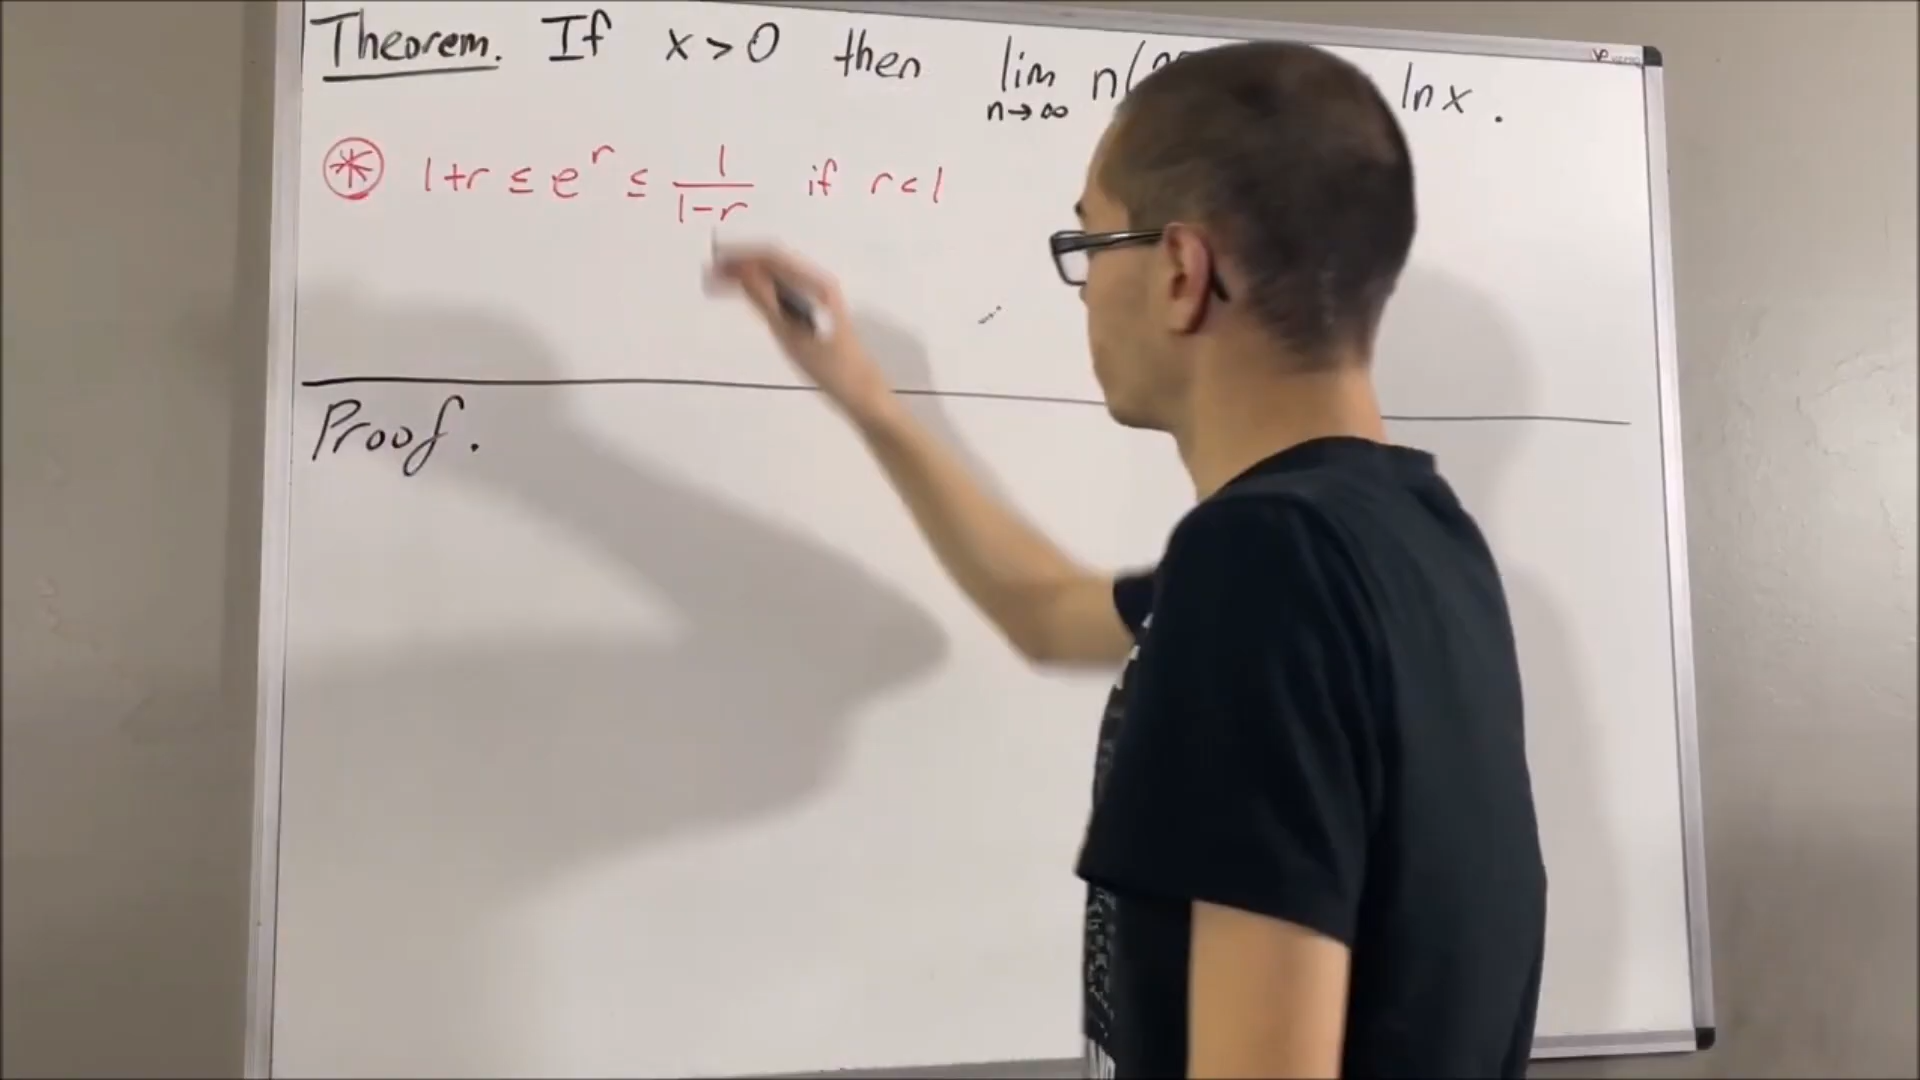 Theorem. If x > 0 then lim n→∞ n( ln x .
⊛ 1+r ≤ e^r ≤ 1/(1-r) if r < 1
Proof.